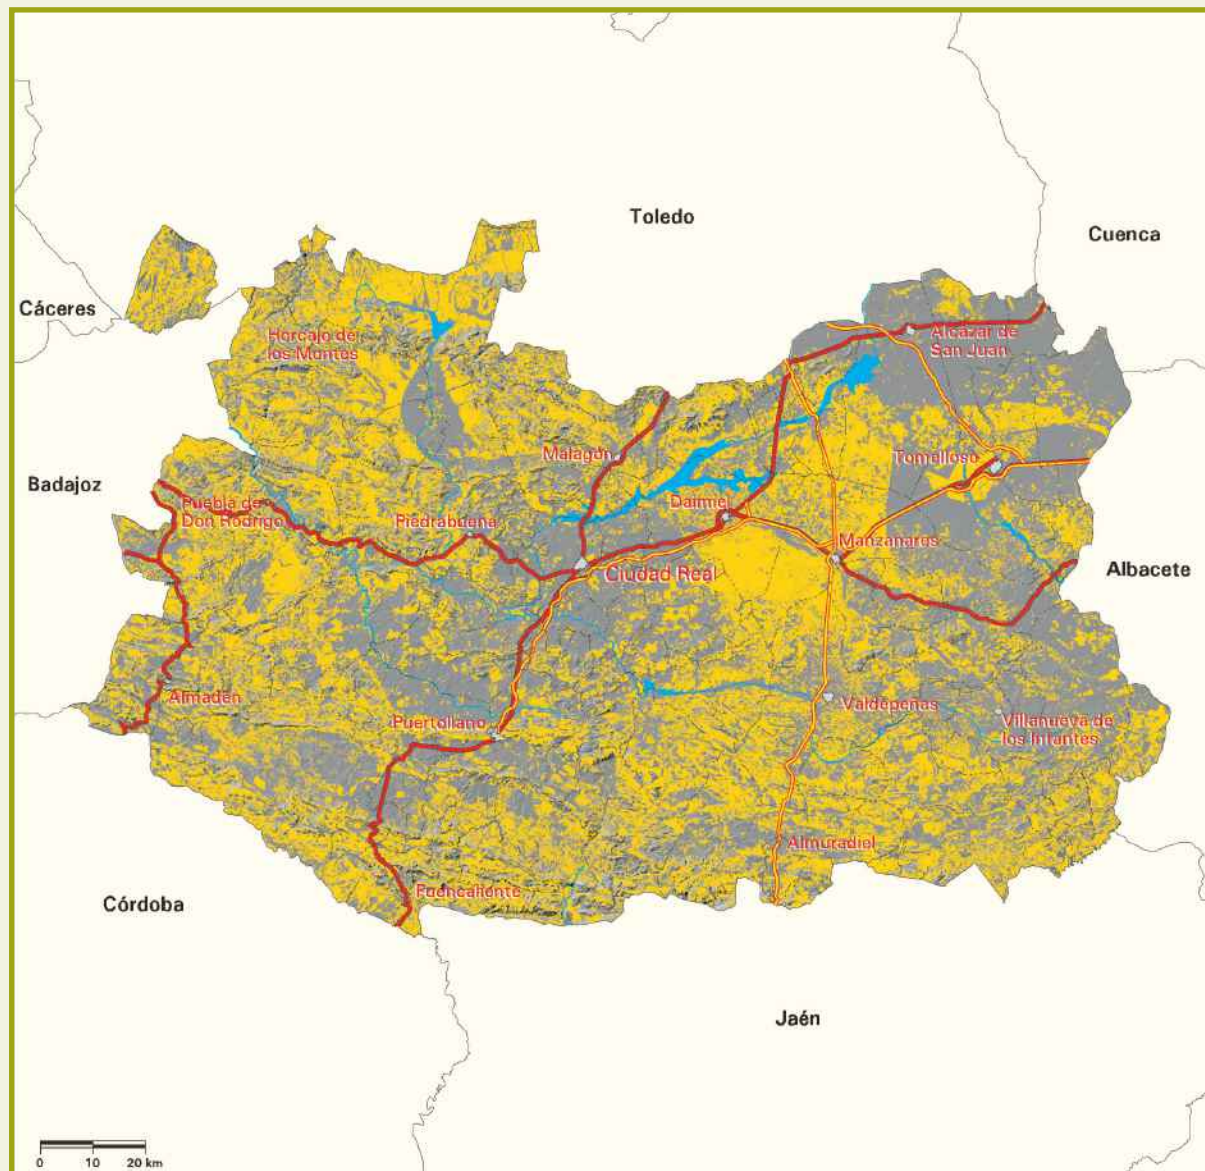 Toledo
Cuenca
Cáceres
Horcajo de
los Montes
Alcázar de
San Juan
Malagón
Tomelloso
Badajoz
Puebla de
Don Rodrigo
Piedrabuena
Daimiel
Manzanares
Ciudad Real
Albacete
Almadén
Puertollano
Valdepeñas
Villanueva de
los Infantes
Almuradiel
Fuencaliente
Córdoba
Jaén
0 10 20 km